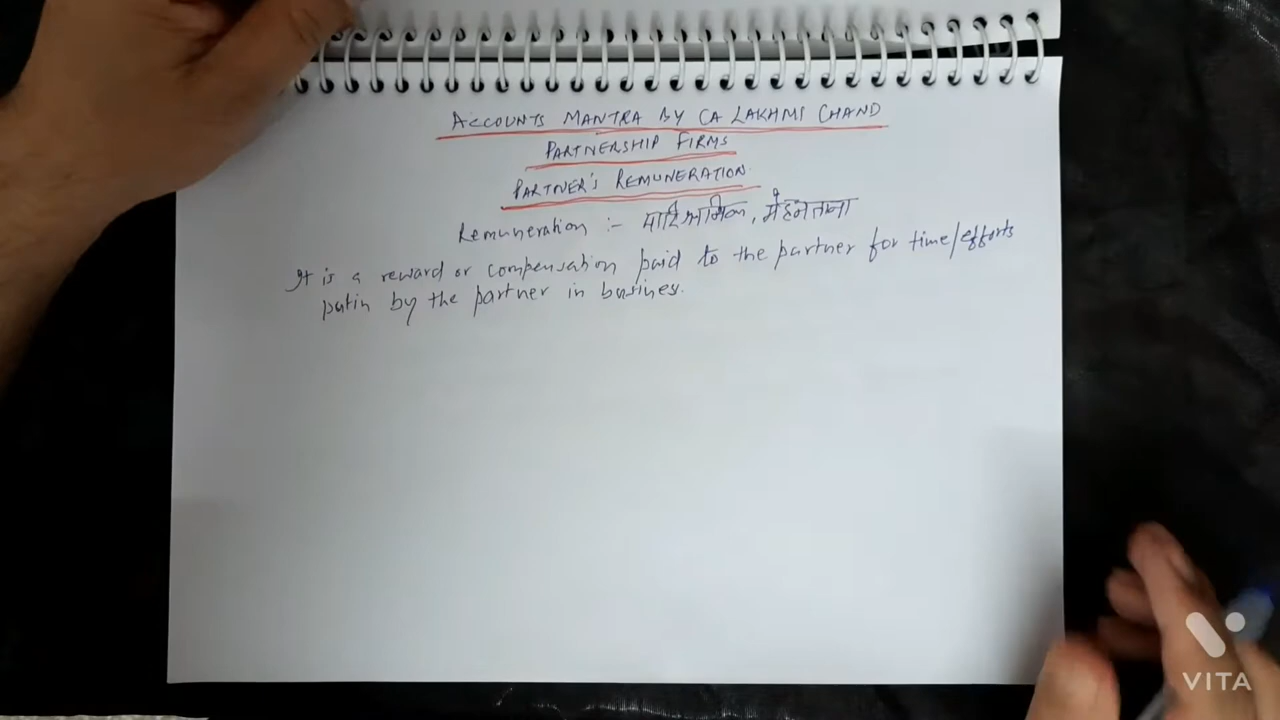 ACCOUNTS MANTRA BY CA LAKHMI CHAND
PARTNERSHIP FIRMS
PARTNER'S REMUNERATION
Remuneration :- पारिश्रमिक, मेहनताना
It is a reward or compensation paid to the partner for time/efforts
putin by the partner in business.
VITA